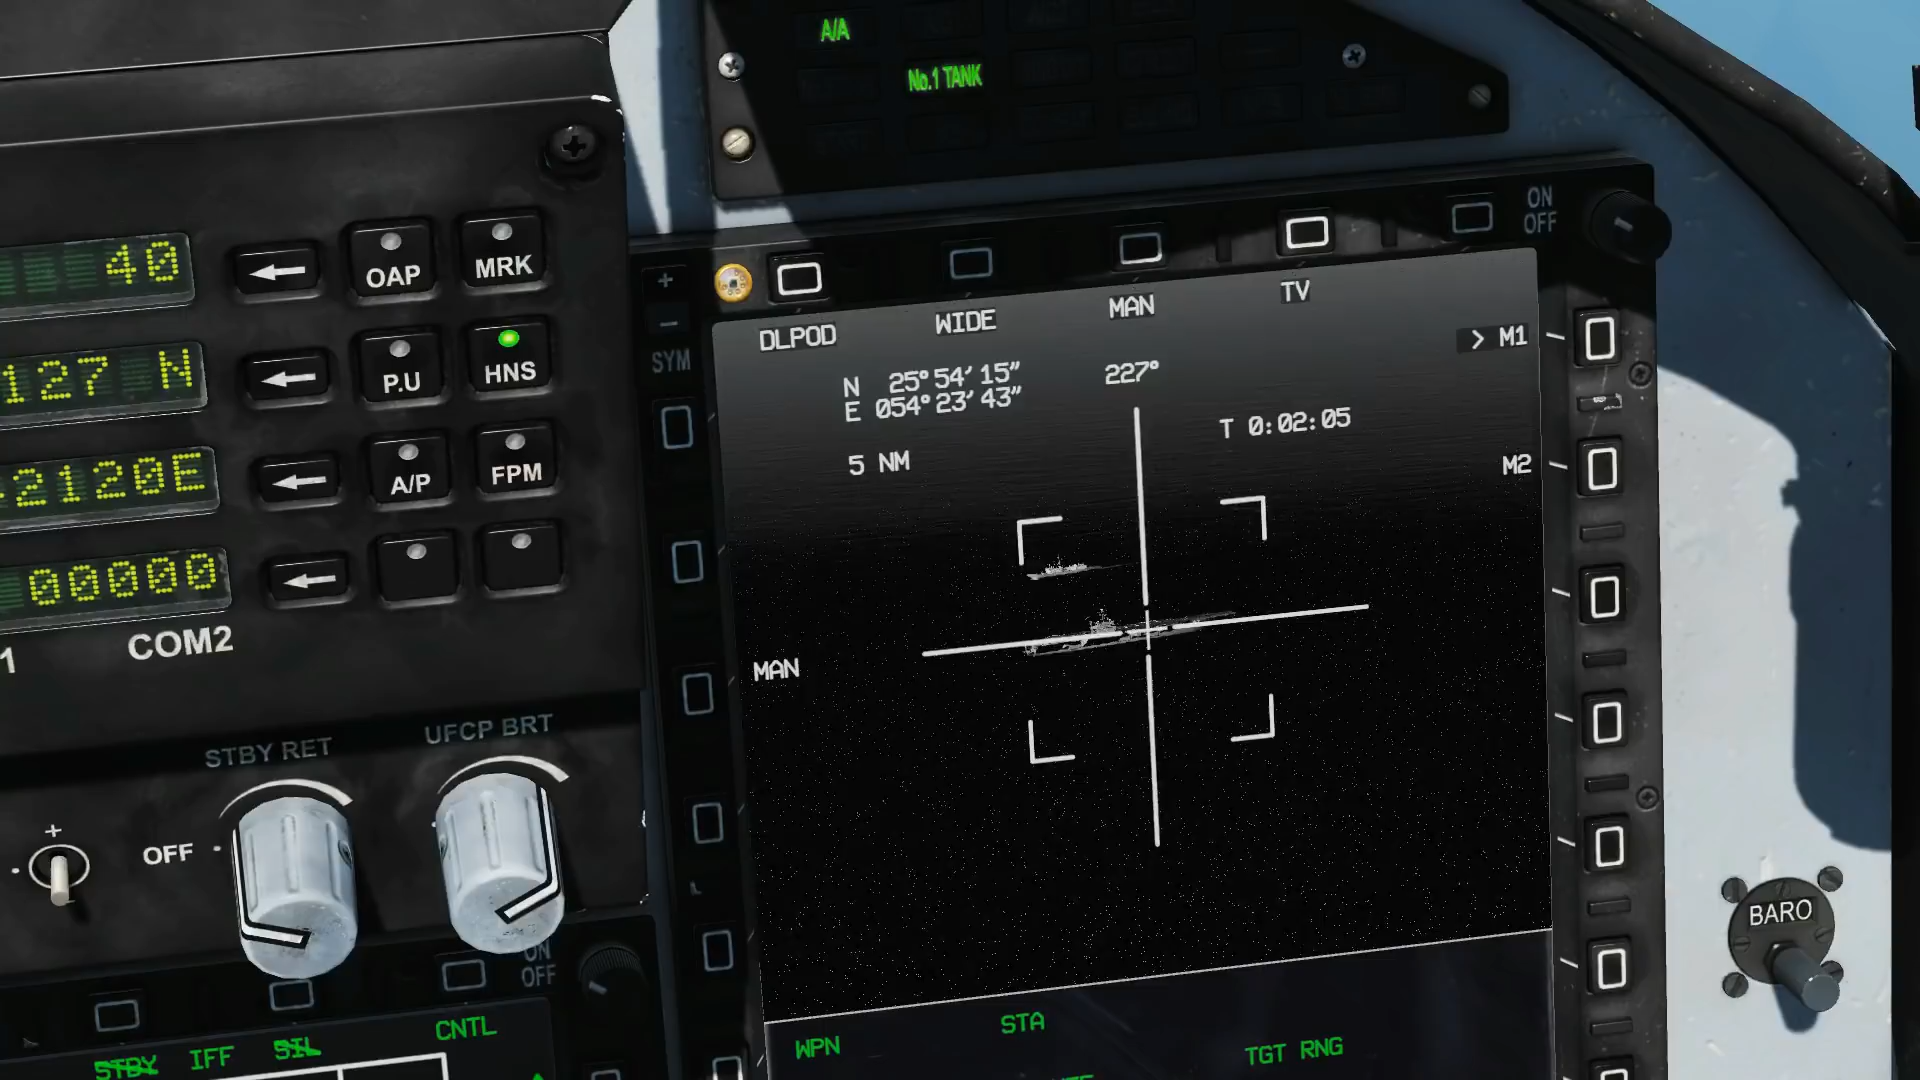 A/A
No.1 TANK
ON
OFF
40
OAP
MRK
+
−
SYM
DLPOD
WIDE
MAN
TV
> M1
N 25°54′15″
E 054°23′43″
227°
T 0:02:05
127 N
P.U
HNS
5 NM
M2
2120E
A/P
FPM
00000
1
COM2
MAN
STBY RET
UFCP BRT
+
OFF
BARO
ON
OFF
CNTL
STBY
IFF
SIL
WPN
STA
TGT RNG